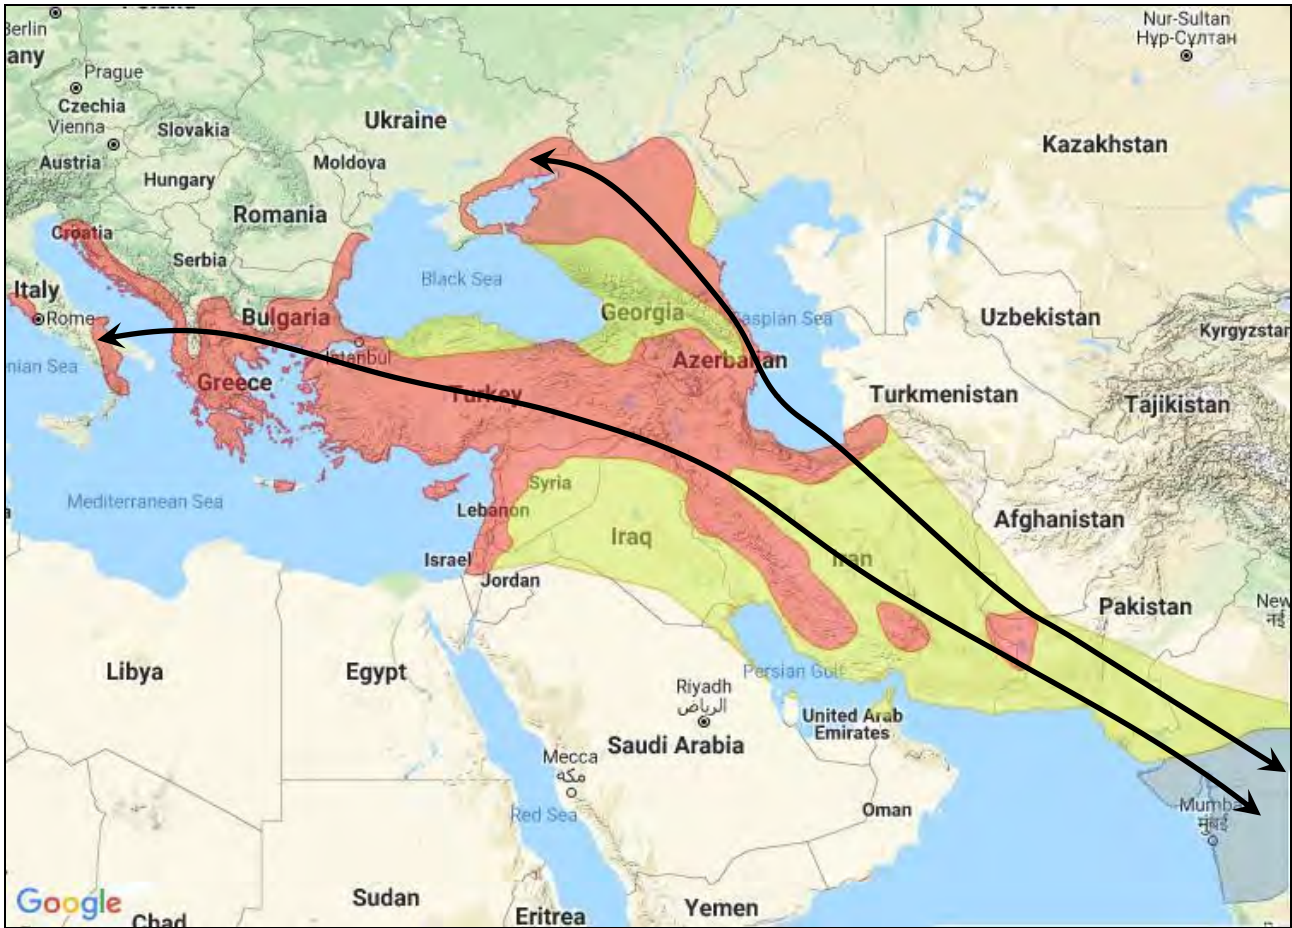 Berlin
any
Prague
Czechia
Vienna
Slovakia
Austria
Hungary
Moldova
Ukraine
Nur-Sultan
Нұр-Сұлтан
Kazakhstan
Romania
Croatia
Serbia
Italy
Rome
Bulgaria
Black Sea
Georgia
Caspian Sea
Uzbekistan
Kyrgyzstan
nian Sea
Istanbul
Greece
Turkey
Azerbaijan
Turkmenistan
Tajikistan
Mediterranean Sea
Syria
Lebanon
Iraq
Israel
Jordan
Iran
Afghanistan
Pakistan
New
नई
Libya
Egypt
Persian Gulf
Riyadh
الرياض
United Arab
Emirates
Saudi Arabia
Mecca
مكة
Red Sea
Oman
Mumba
मुंबई
Google
Chad
Sudan
Eritrea
Yemen